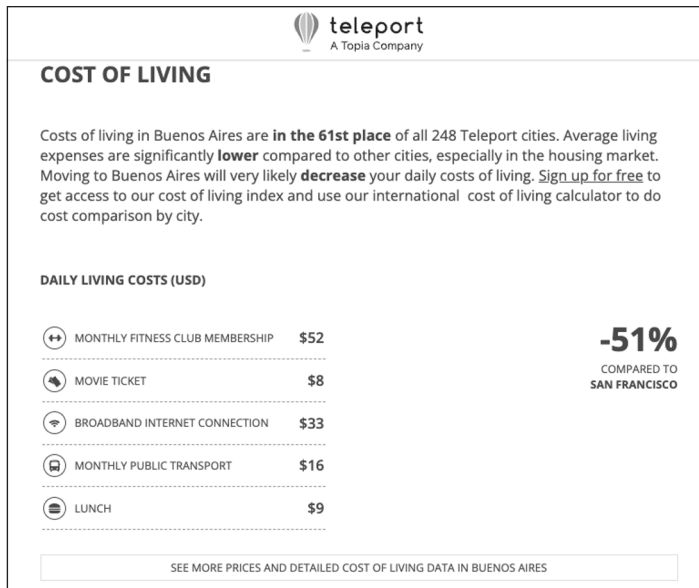 teleport
A Topia Company
COST OF LIVING
Costs of living in Buenos Aires are in the 61st place of all 248 Teleport cities. Average living
expenses are significantly lower compared to other cities, especially in the housing market.
Moving to Buenos Aires will very likely decrease your daily costs of living. Sign up for free to
get access to our cost of living index and use our international cost of living calculator to do
cost comparison by city.
DAILY LIVING COSTS (USD)
MONTHLY FITNESS CLUB MEMBERSHIP $52
MOVIE TICKET $8
BROADBAND INTERNET CONNECTION $33
MONTHLY PUBLIC TRANSPORT $16
LUNCH $9
-51%
COMPARED TO
SAN FRANCISCO
SEE MORE PRICES AND DETAILED COST OF LIVING DATA IN BUENOS AIRES